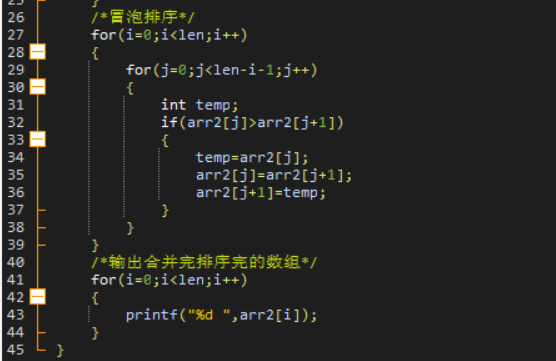 25 }
26 /*冒泡排序*/
27 for(i=0;i<len;i++)
28 {
29 for(j=0;j<len-i-1;j++)
30 {
31 int temp;
32 if(arr2[j]>arr2[j+1])
33 {
34 temp=arr2[j];
35 arr2[j]=arr2[j+1];
36 arr2[j+1]=temp;
37 }
38 }
39 }
40 /*输出合并完排序完的数组*/
41 for(i=0;i<len;i++)
42 {
43 printf("%d ",arr2[i]);
44 }
45 }